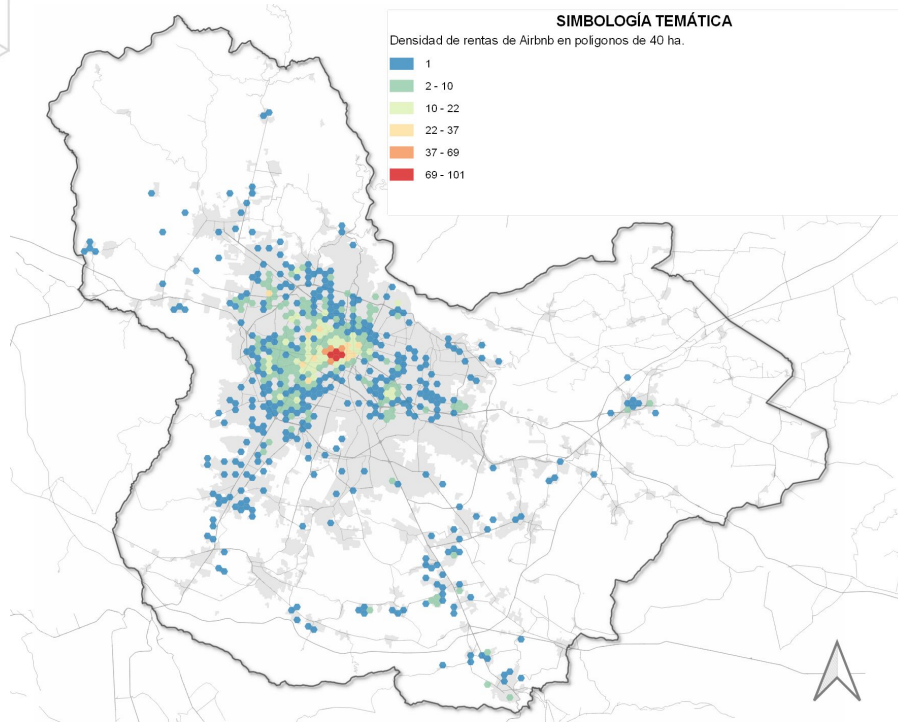 SIMBOLOGÍA TEMÁTICA
Densidad de rentas de Airbnb en polígonos de 40 ha.
1
2 - 10
10 - 22
22 - 37
37 - 69
69 - 101